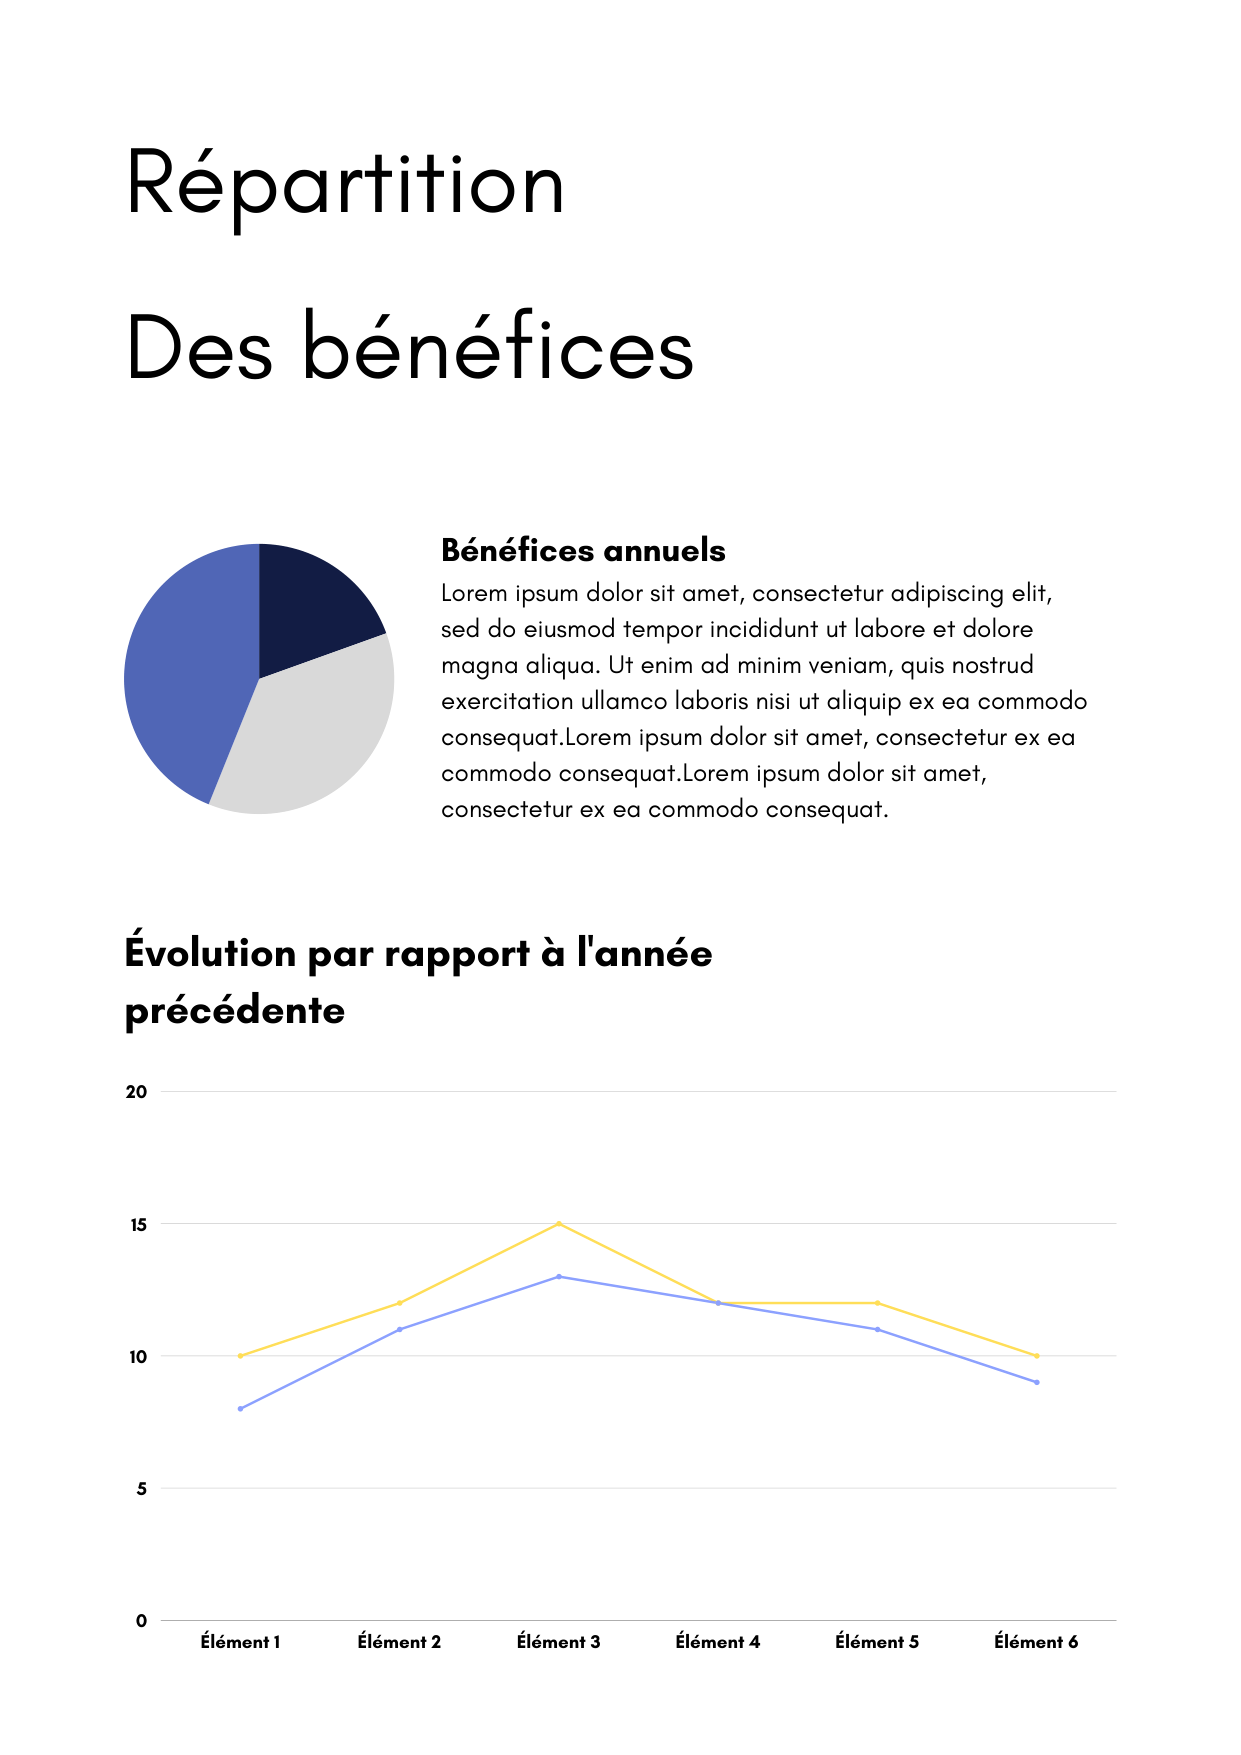 Répartition
Des bénéfices
Bénéfices annuels
Lorem ipsum dolor sit amet, consectetur adipiscing elit,
sed do eiusmod tempor incididunt ut labore et dolore
magna aliqua. Ut enim ad minim veniam, quis nostrud
exercitation ullamco laboris nisi ut aliquip ex ea commodo
consequat.Lorem ipsum dolor sit amet, consectetur ex ea
commodo consequat.Lorem ipsum dolor sit amet,
consectetur ex ea commodo consequat.
Évolution par rapport à l'année
précédente
20
15
10
5
0
Élément 1 Élément 2 Élément 3 Élément 4 Élément 5 Élément 6